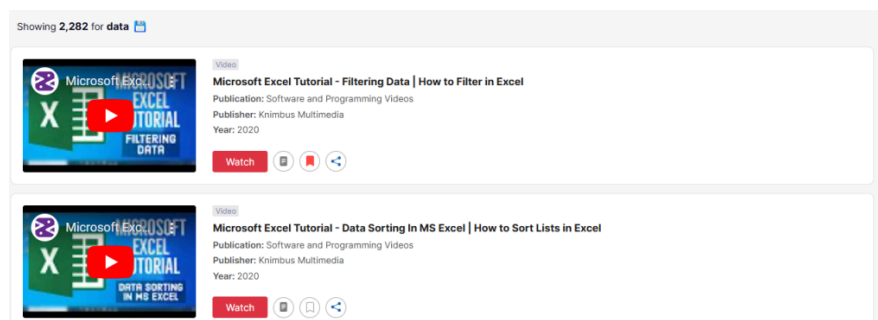 Showing 2,282 for data
Video
Microsoft Exc...
MICROSOFT
EXCEL
TUTORIAL
FILTERING
DATA
Microsoft Excel Tutorial - Filtering Data | How to Filter in Excel
Publication: Software and Programming Videos
Publisher: Knimbus Multimedia
Year: 2020
Watch
Video
Microsoft Exc...
MICROSOFT
EXCEL
TUTORIAL
DATA SORTING
IN MS EXCEL
Microsoft Excel Tutorial - Data Sorting In MS Excel | How to Sort Lists in Excel
Publication: Software and Programming Videos
Publisher: Knimbus Multimedia
Year: 2020
Watch